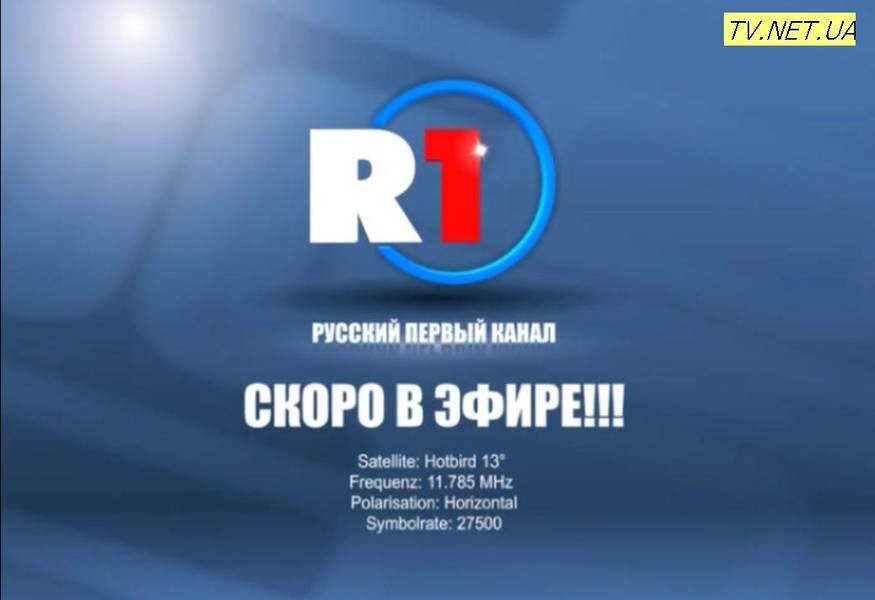 TV.NET.UA
R1
РУССКИЙ ПЕРВЫЙ КАНАЛ
СКОРО В ЭФИРЕ!!!
Satellite: Hotbird 13°
Frequenz: 11.785 MHz
Polarisation: Horizontal
Symbolrate: 27500